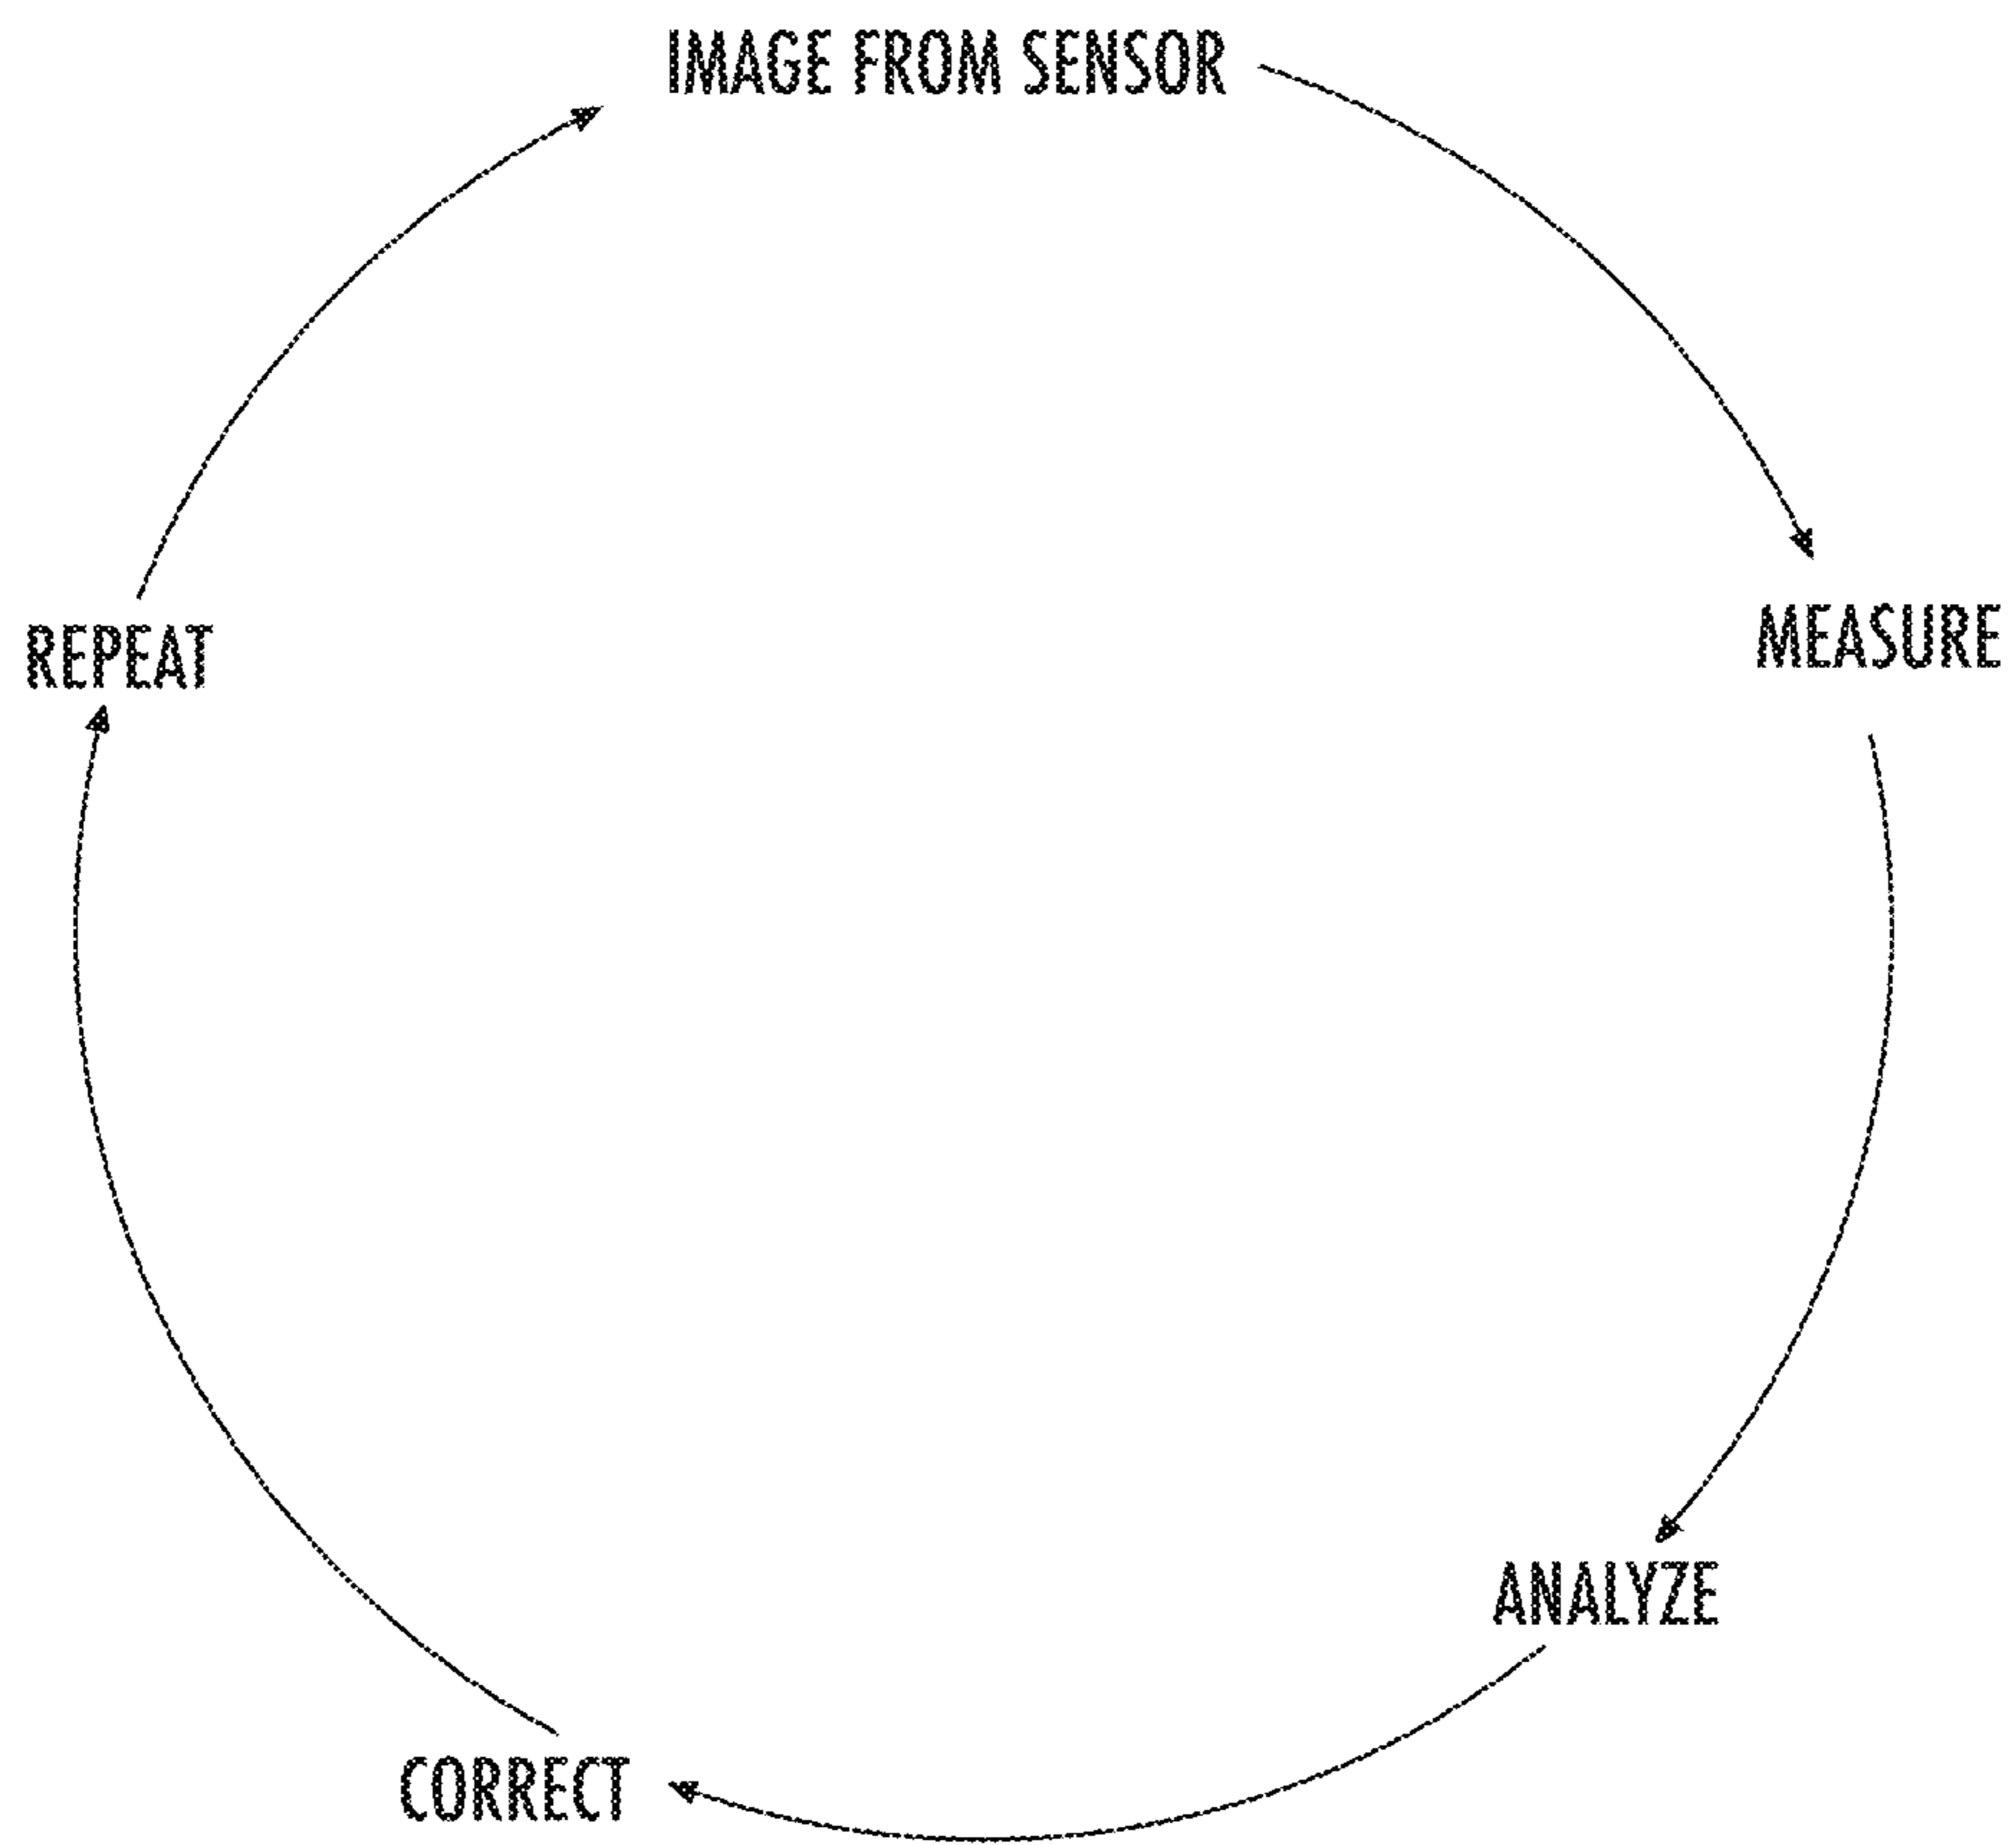 IMAGE FROM SENSOR
MEASURE
ANALYZE
CORRECT
REPEAT